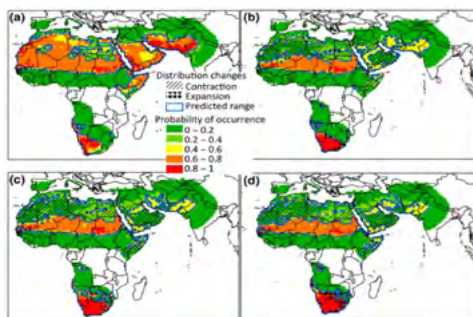 (a)
(b)
Distribution changes
Contraction
Expansion
Predicted range
Probability of occurrence
0 – 0.2
0.2 – 0.4
0.4 – 0.6
0.6 – 0.8
0.8 – 1
(c)
(d)